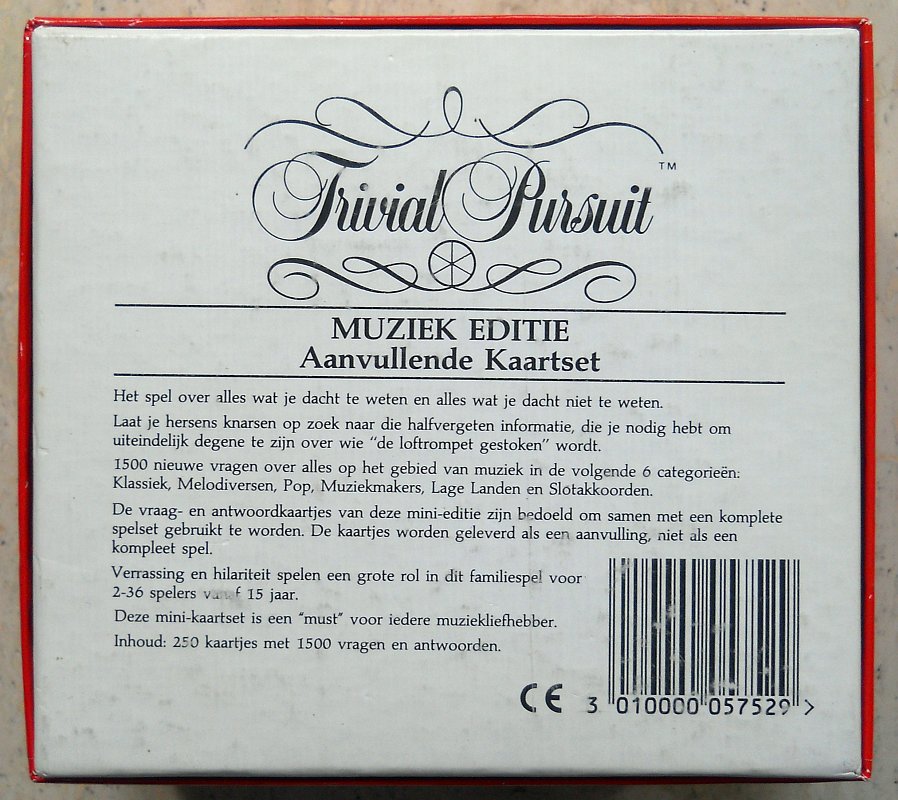 Trivial Pursuit™
MUZIEK EDITIE
Aanvullende Kaartset
Het spel over alles wat je dacht te weten en alles wat je dacht niet te weten.
Laat je hersens knarsen op zoek naar die halfvergeten informatie, die je nodig hebt om
uiteindelijk degene te zijn over wie “de loftrompet gestoken” wordt.
1500 nieuwe vragen over alles op het gebied van muziek in de volgende 6 categorieën:
Klassiek, Melodiversen, Pop, Muziekmakers, Lage Landen en Slotakkoorden.
De vraag- en antwoordkaartjes van deze mini-editie zijn bedoeld om samen met een komplete
spelset gebruikt te worden. De kaartjes worden geleverd als een aanvulling, niet als een
kompleet spel.
Verrassing en hilariteit spelen een grote rol in dit familiespel voor
2-36 spelers vanaf 15 jaar.
Deze mini-kaartset is een “must” voor iedere muziekliefhebber.
Inhoud: 250 kaartjes met 1500 vragen en antwoorden.
CE 3 010000 057529 >